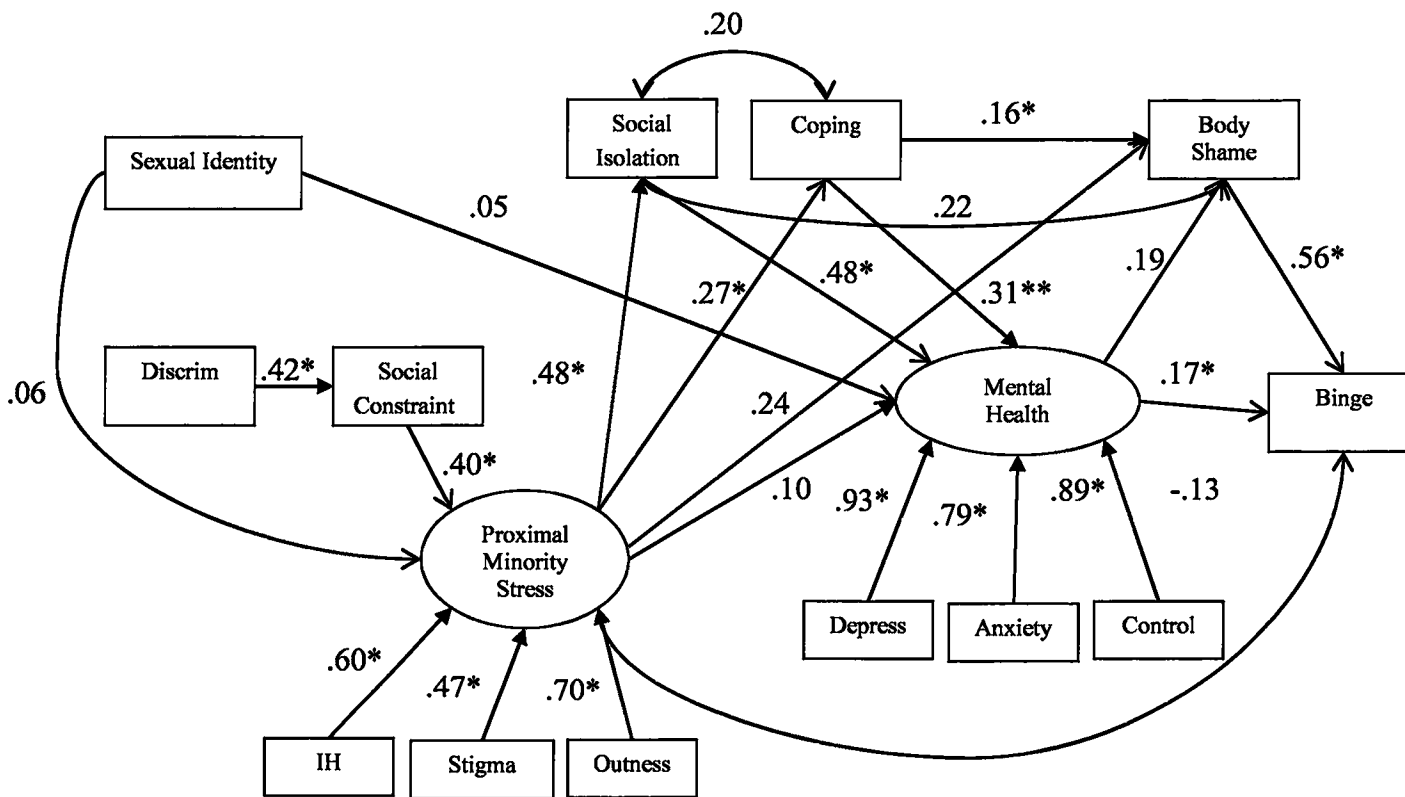 .20
Social
Isolation
Coping
.16*
Body
Shame
Sexual Identity
.05
.22
.48*
.19
.56*
.27*
.31**
Discrim
.42*
Social
Constraint
.48*
.06
.24
Mental
Health
.17*
Binge
.40*
.10
.93*
.79*
.89*
-.13
Proximal
Minority
Stress
Depress
Anxiety
Control
.60*
.47*
.70*
IH
Stigma
Outness